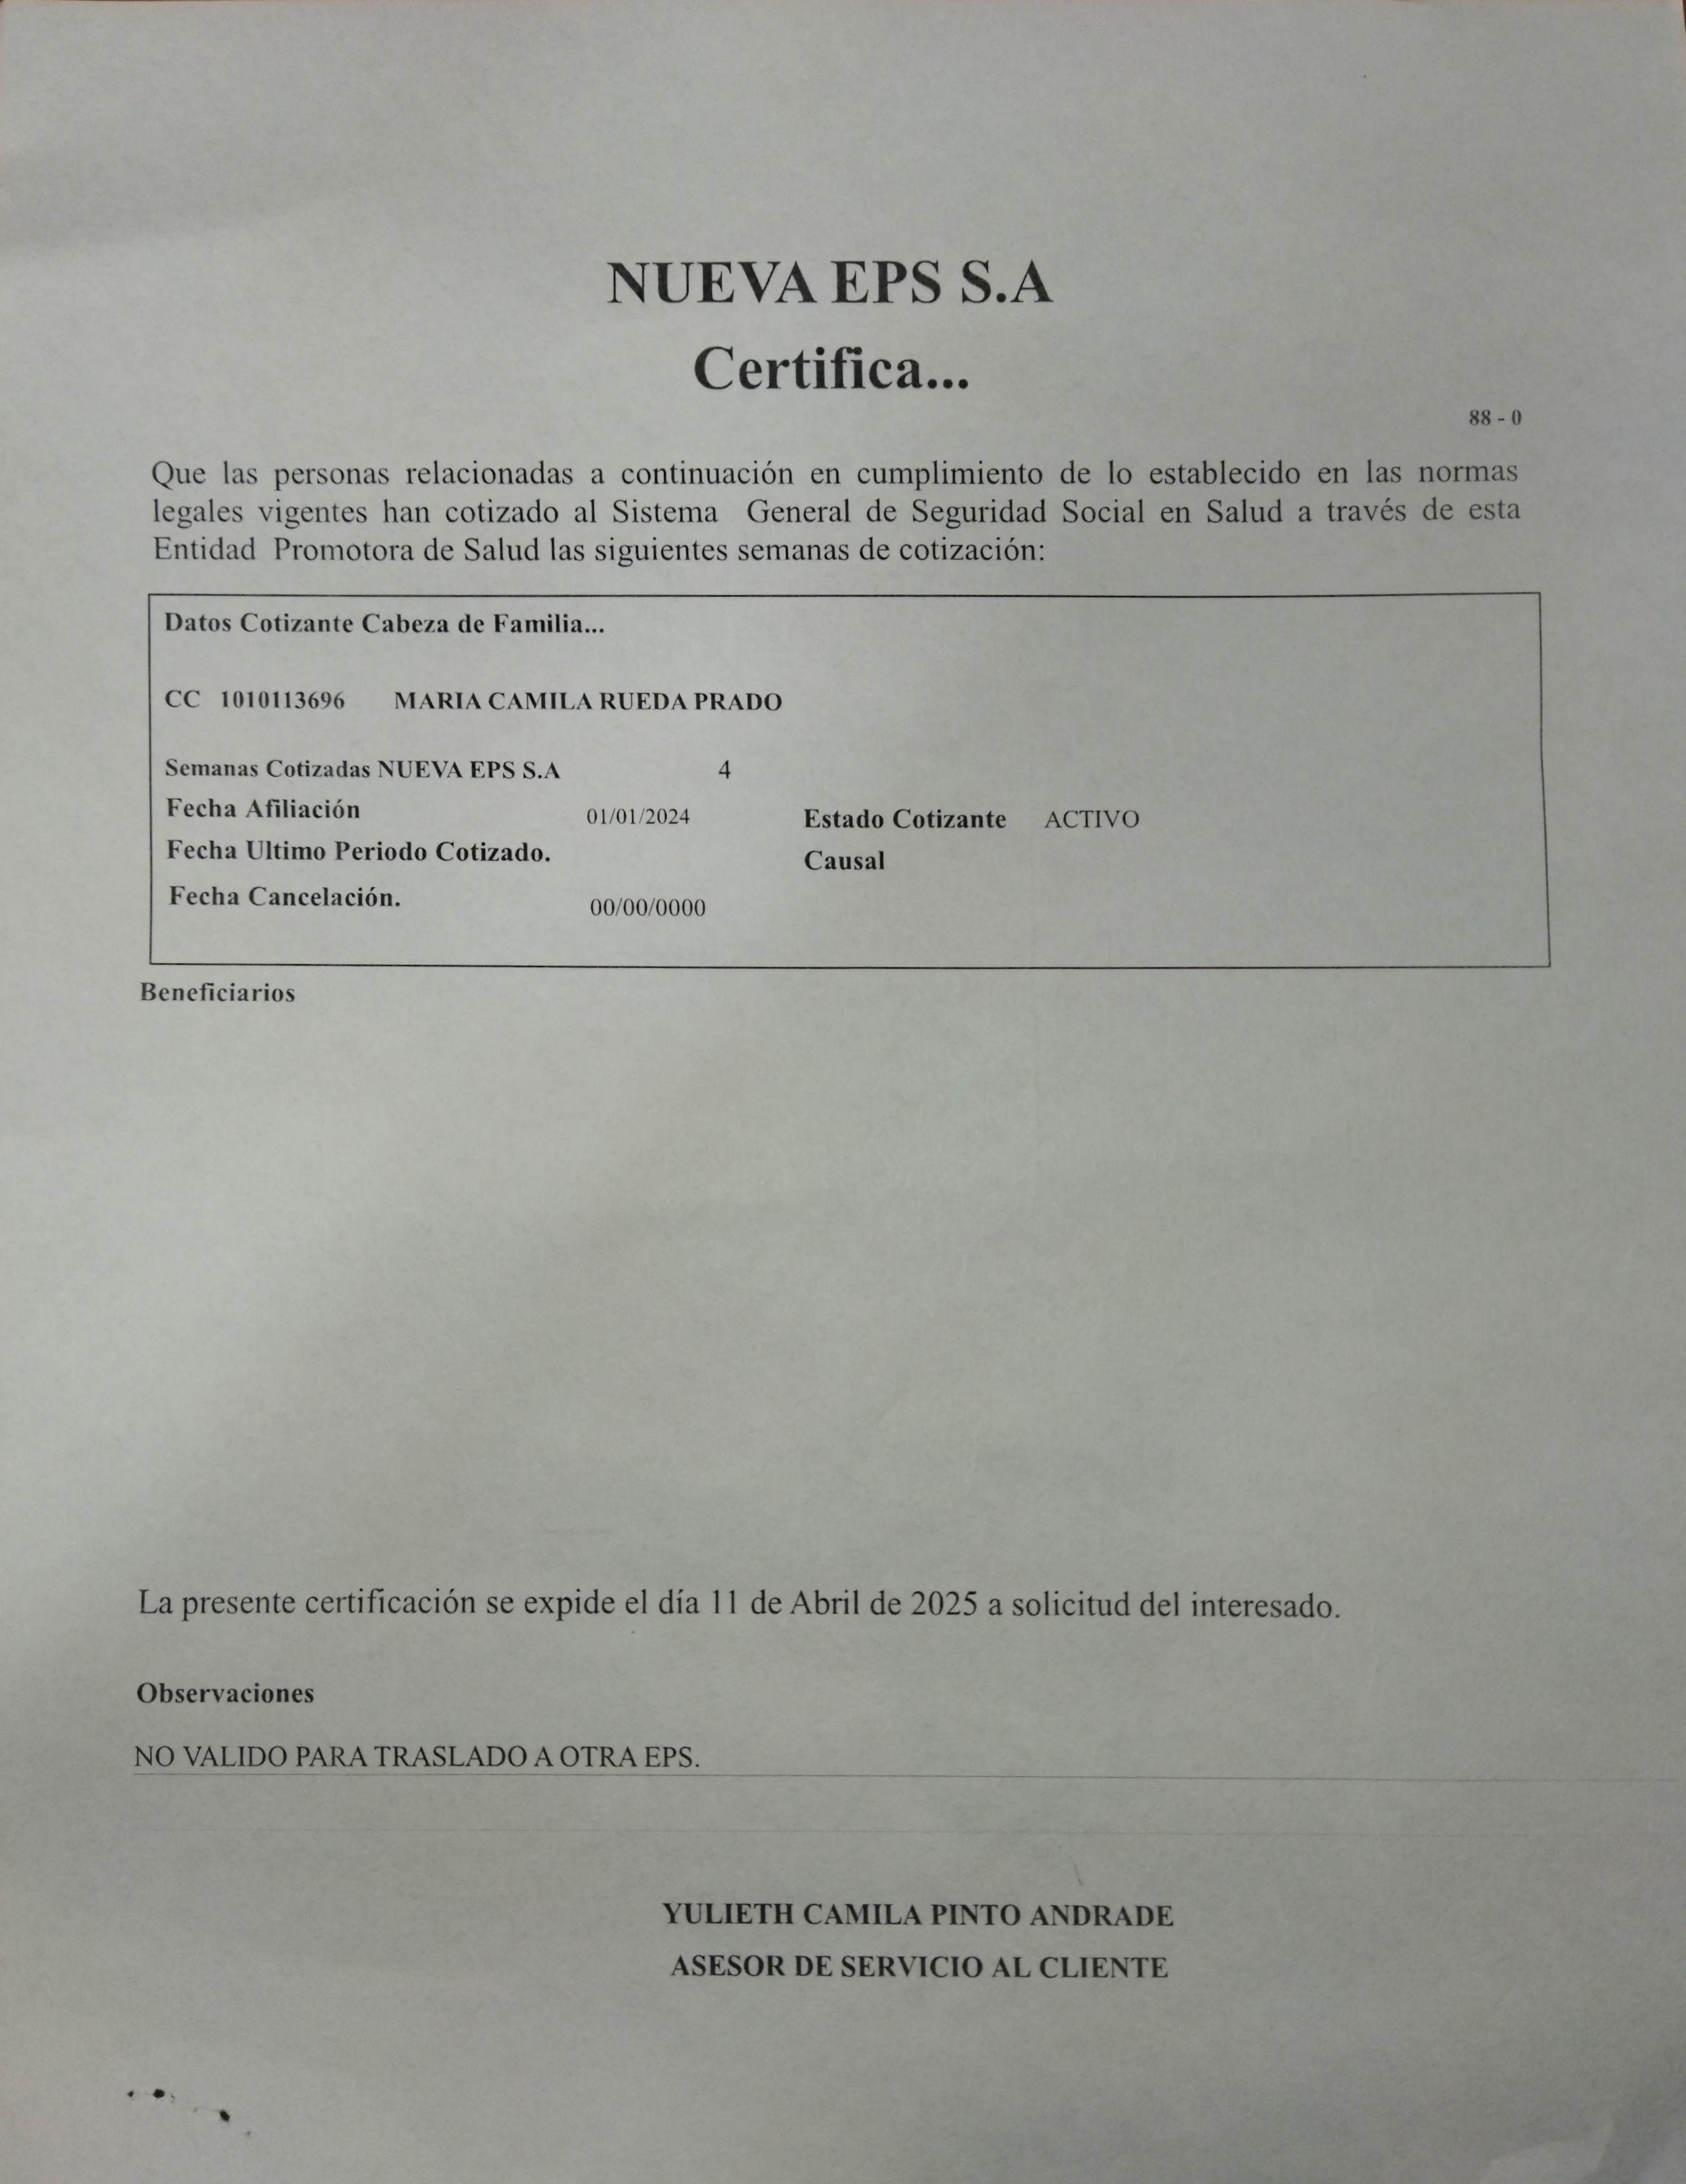 NUEVA EPS S.A
Certifica...
88 - 0
Que las personas relacionadas a continuación en cumplimiento de lo establecido en las normas
legales vigentes han cotizado al Sistema General de Seguridad Social en Salud a través de esta
Entidad Promotora de Salud las siguientes semanas de cotización:
Datos Cotizante Cabeza de Familia...
CC 1010113696 MARIA CAMILA RUEDA PRADO
Semanas Cotizadas NUEVA EPS S.A 4
Fecha Afiliación 01/01/2024 Estado Cotizante ACTIVO
Fecha Ultimo Periodo Cotizado. Causal
Fecha Cancelación. 00/00/0000
Beneficiarios
La presente certificación se expide el día 11 de Abril de 2025 a solicitud del interesado.
Observaciones
NO VALIDO PARA TRASLADO A OTRA EPS.
YULIETH CAMILA PINTO ANDRADE
ASESOR DE SERVICIO AL CLIENTE